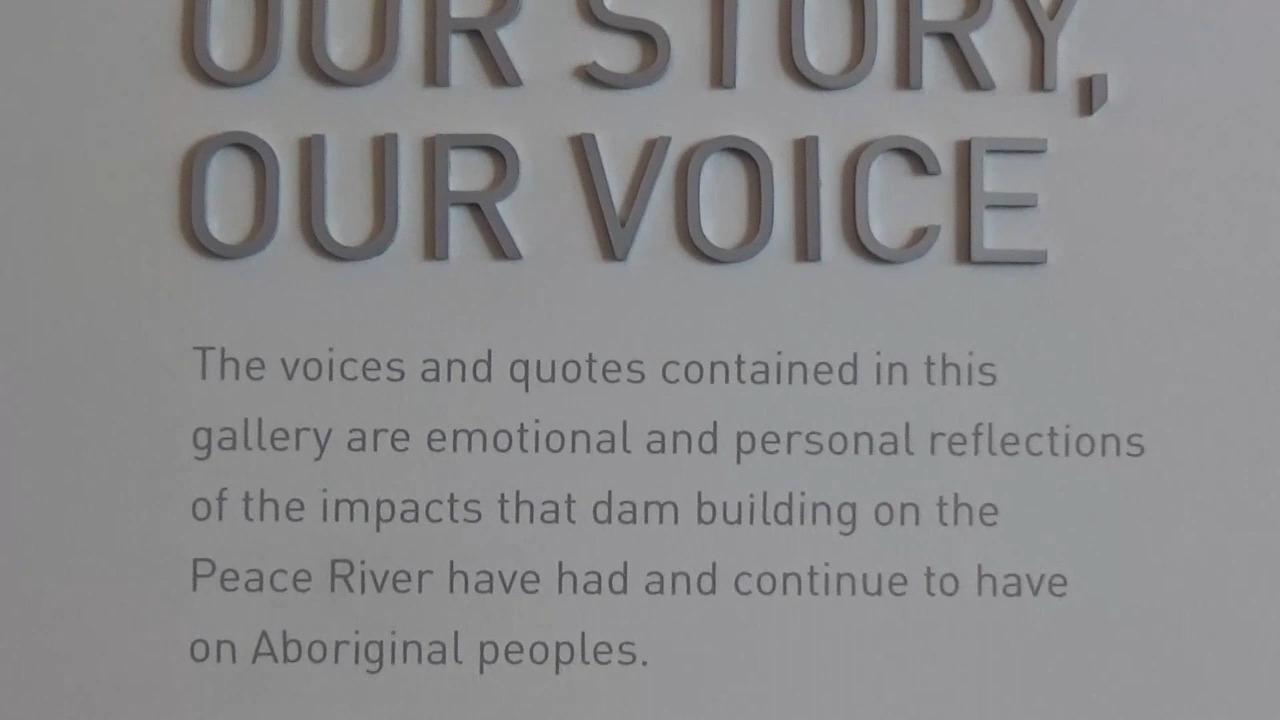 OUR STORY,
OUR VOICE
The voices and quotes contained in this
gallery are emotional and personal reflections
of the impacts that dam building on the
Peace River have had and continue to have
on Aboriginal peoples.